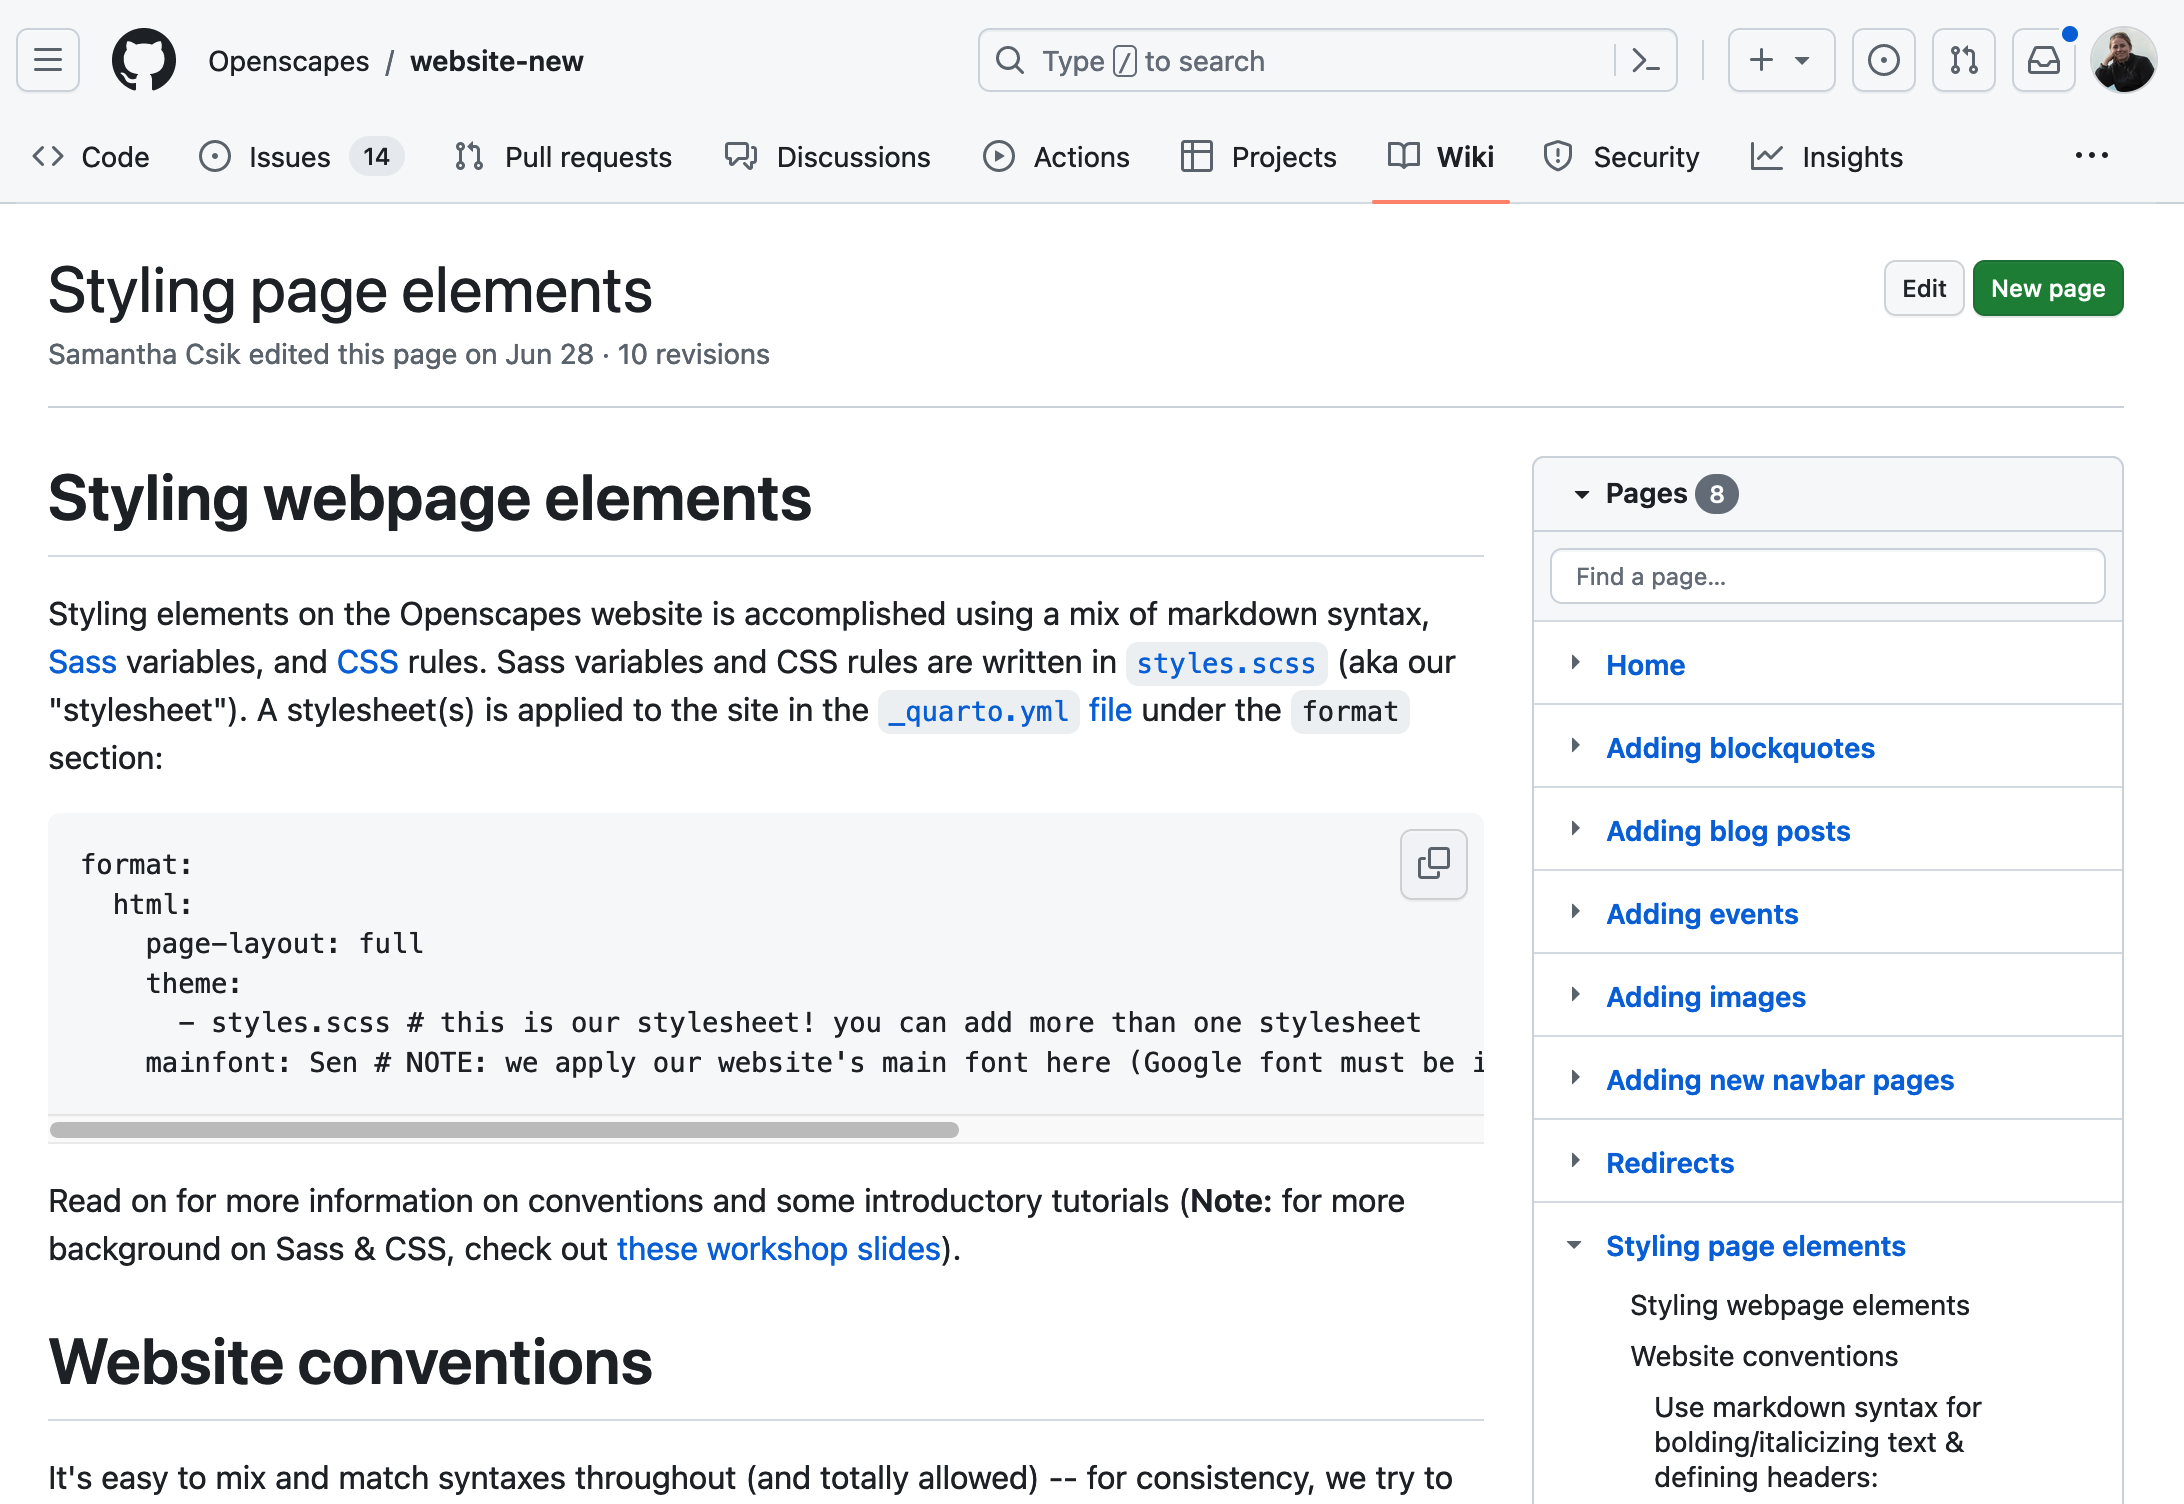 Openscapes / website-new
Type / to search
Code
Issues 14
Pull requests
Discussions
Actions
Projects
Wiki
Security
Insights
Styling page elements
Edit
New page
Samantha Csik edited this page on Jun 28 · 10 revisions
Styling webpage elements
Styling elements on the Openscapes website is accomplished using a mix of markdown syntax,
Sass variables, and CSS rules. Sass variables and CSS rules are written in styles.scss (aka our
"stylesheet"). A stylesheet(s) is applied to the site in the _quarto.yml file under the format
section:
format:
  html:
    page-layout: full
    theme:
      - styles.scss # this is our stylesheet! you can add more than one stylesheet
    mainfont: Sen # NOTE: we apply our website's main font here (Google font must be i
Read on for more information on conventions and some introductory tutorials (Note: for more
background on Sass & CSS, check out these workshop slides).
Website conventions
It's easy to mix and match syntaxes throughout (and totally allowed) -- for consistency, we try to
Pages 8
Find a page...
Home
Adding blockquotes
Adding blog posts
Adding events
Adding images
Adding new navbar pages
Redirects
Styling page elements
Styling webpage elements
Website conventions
Use markdown syntax for
bolding/italicizing text &
defining headers: